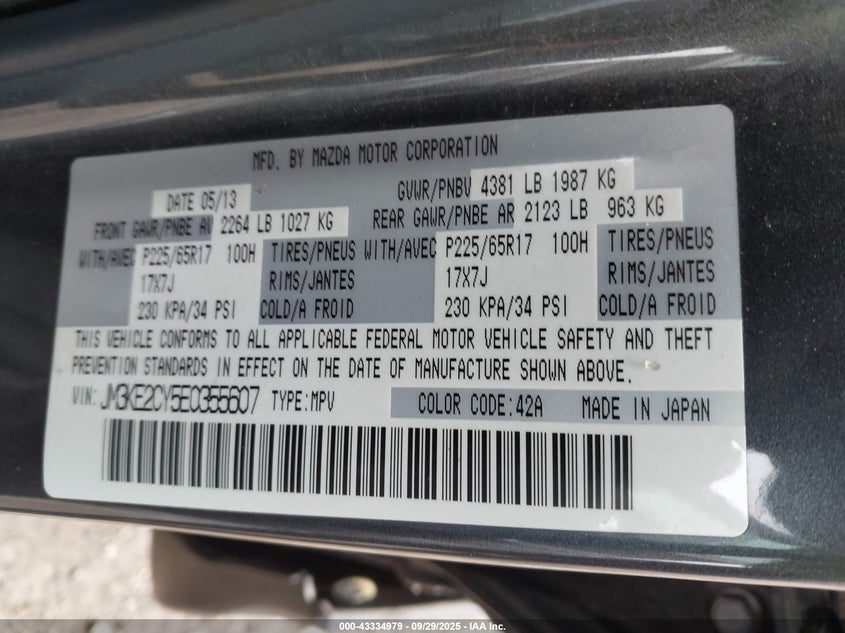 MFD. BY MAZDA MOTOR CORPORATION
DATE 05/13 GVWR/PNBV 4381 LB 1987 KG
FRONT GAWR/PNBE AV 2264 LB 1027 KG REAR GAWR/PNBE AR 2123 LB 963 KG
WITH/AVEC P225/65R17 100H TIRES/PNEUS WITH/AVEC P225/65R17 100H TIRES/PNEUS
17X7J RIMS/JANTES 17X7J RIMS/JANTES
230 KPA/34 PSI COLD/A FROID 230 KPA/34 PSI COLD/A FROID
THIS VEHICLE CONFORMS TO ALL APPLICABLE FEDERAL MOTOR VEHICLE SAFETY AND THEFT
PREVENTION STANDARDS IN EFFECT ON THE DATE OF MANUFACTURE SHOWN ABOVE.
VIN: JM3KE2CY5E0355607 TYPE:MPV COLOR CODE:42A MADE IN JAPAN
000-43334979 - 09/29/2025 - IAA Inc.